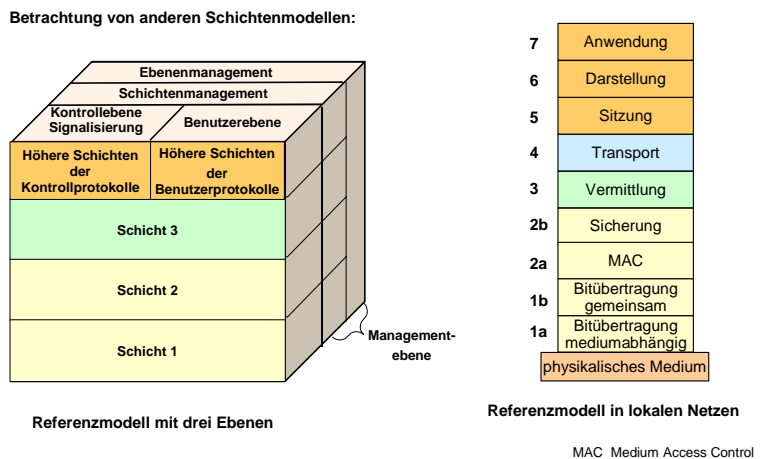 Betrachtung von anderen Schichtenmodellen:
Ebenenmanagement
Schichtenmanagement
Kontrollebene
Signalisierung
Benutzerebene
Höhere Schichten
der
Kontrollprotokolle
Höhere Schichten
der
Benutzerprotokolle
Schicht 3
Schicht 2
Schicht 1
Management-
ebene
Referenzmodell mit drei Ebenen
7 Anwendung
6 Darstellung
5 Sitzung
4 Transport
3 Vermittlung
2b Sicherung
2a MAC
1b Bitübertragung
gemeinsam
1a Bitübertragung
mediumabhängig
physikalisches Medium
Referenzmodell in lokalen Netzen
MAC Medium Access Control